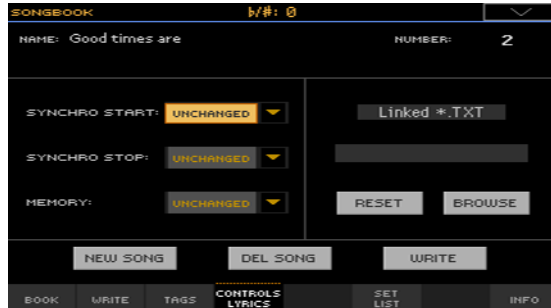 SONGBOOK b/#: 0
NAME: Good times are NUMBER: 2
SYNCHRO START: UNCHANGED Linked *.TXT
SYNCHRO STOP: UNCHANGED
MEMORY: UNCHANGED RESET BROWSE
NEW SONG DEL SONG WRITE
BOOK WRITE TAGS CONTROLS LYRICS SET LIST INFO